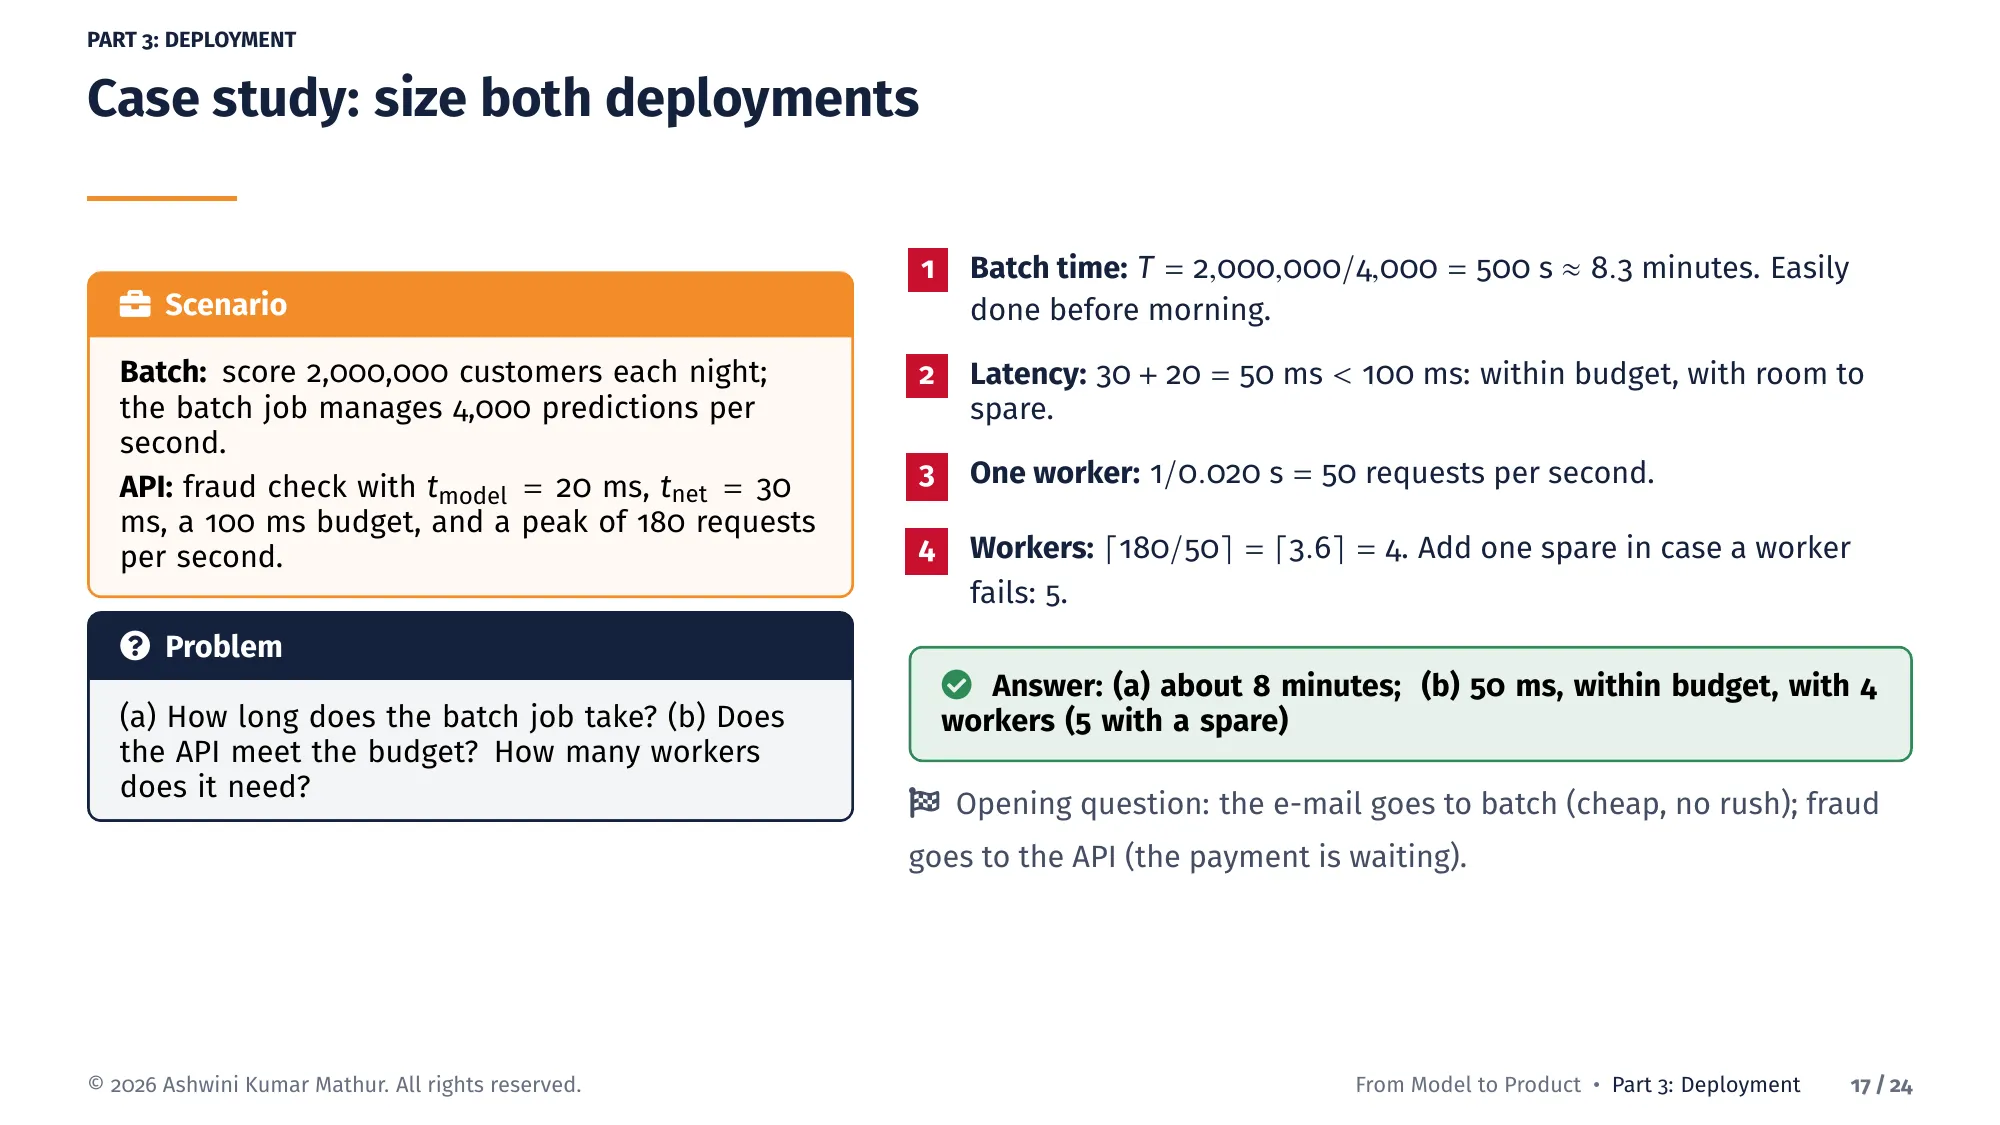 PART 3: DEPLOYMENT
Case study: size both deployments
Scenario
Batch: score 2,000,000 customers each night;
the batch job manages 4,000 predictions per
second.
API: fraud check with t_model = 20 ms, t_net = 30
ms, a 100 ms budget, and a peak of 180 requests
per second.
Problem
(a) How long does the batch job take? (b) Does
the API meet the budget? How many workers
does it need?
1 Batch time: T = 2,000,000/4,000 = 500 s ≈ 8.3 minutes. Easily
done before morning.
2 Latency: 30 + 20 = 50 ms < 100 ms: within budget, with room to
spare.
3 One worker: 1/0.020 s = 50 requests per second.
4 Workers: ⌈180/50⌉ = ⌈3.6⌉ = 4. Add one spare in case a worker
fails: 5.
Answer: (a) about 8 minutes; (b) 50 ms, within budget, with 4
workers (5 with a spare)
Opening question: the e-mail goes to batch (cheap, no rush); fraud
goes to the API (the payment is waiting).
© 2026 Ashwini Kumar Mathur. All rights reserved.
From Model to Product • Part 3: Deployment 17 / 24